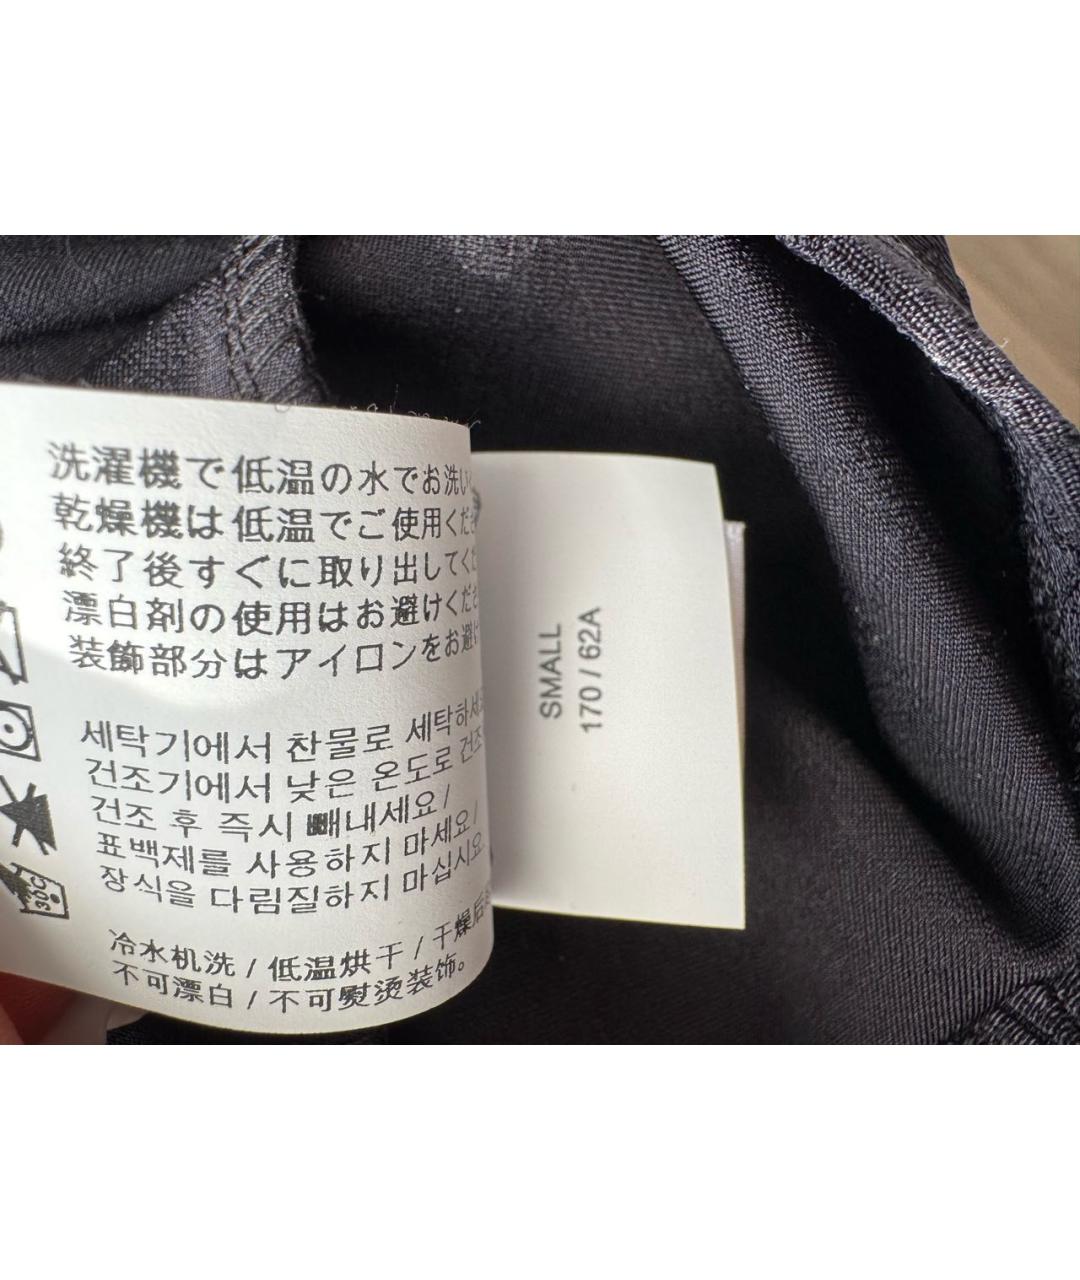 洗濯機で低温の水でお洗い
乾燥機は低温でご使用くださ
終了後すぐに取り出してくだ
漂白剤の使用はお避けくださ
装飾部分はアイロンをお避け
세탁기에서 찬물로 세탁하세
건조기에서 낮은 온도로 건조
건조 후 즉시 빼내세요/
표백제를 사용하지 마세요/
장식을 다림질하지 마십시요
冷水机洗 / 低温烘干 / 干燥后
不可漂白 / 不可熨烫装饰。
30C
SMALL
170 / 62A